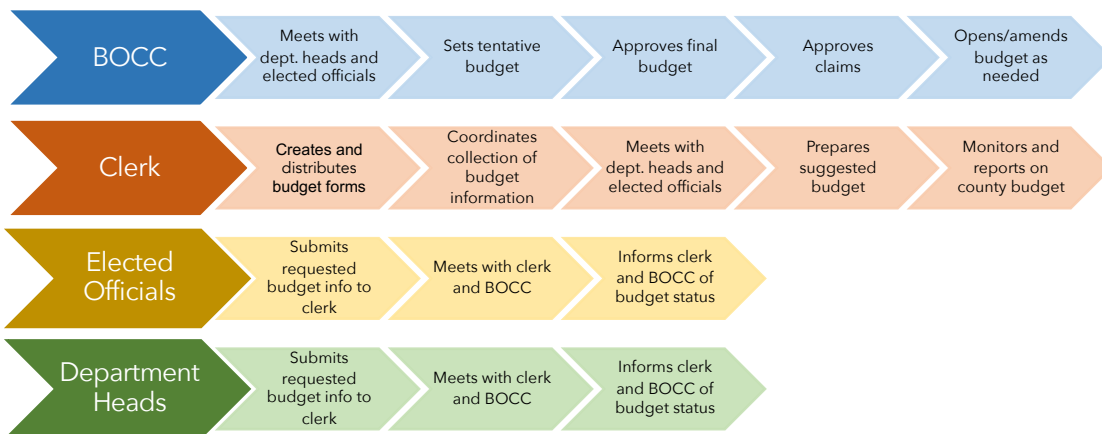 BOCC
Meets with
dept. heads and
elected officials
Sets tentative
budget
Approves final
budget
Approves
claims
Opens/amends
budget as
needed
Clerk
Creates and
distributes
budget forms
Coordinates
collection of
budget
information
Meets with
dept. heads and
elected officials
Prepares
suggested
budget
Monitors and
reports on
county budget
Elected
Officials
Submits
requested
budget info to
clerk
Meets with clerk
and BOCC
Informs clerk
and BOCC of
budget status
Department
Heads
Submits
requested
budget info to
clerk
Meets with clerk
and BOCC
Informs clerk
and BOCC of
budget status